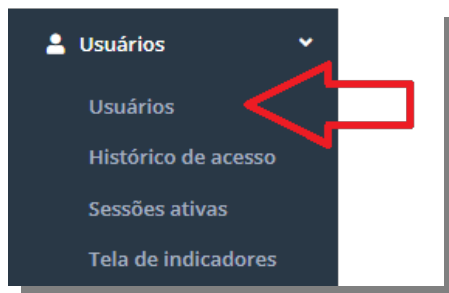 Usuários
Usuários
Histórico de acesso
Sessões ativas
Tela de indicadores